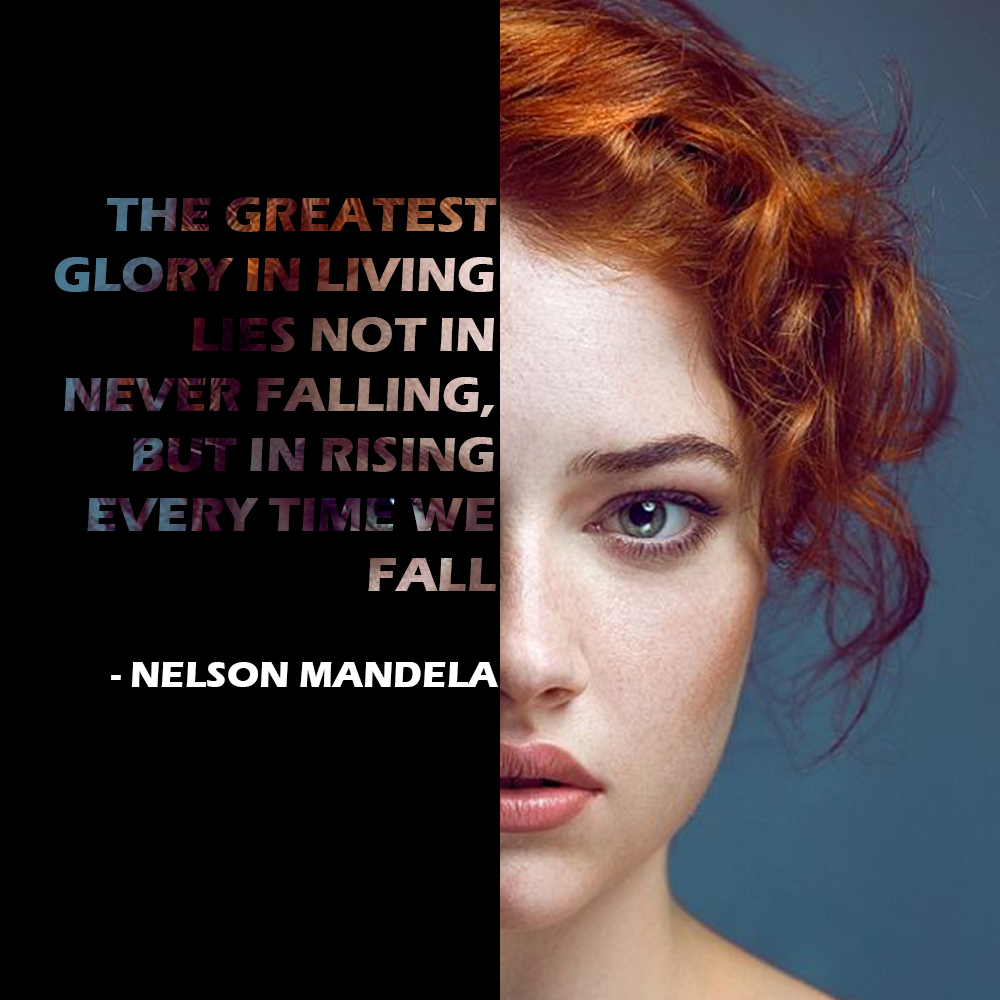 THE GREATEST
GLORY IN LIVING
LIES NOT IN
NEVER FALLING,
BUT IN RISING
EVERY TIME WE
FALL
- NELSON MANDELA